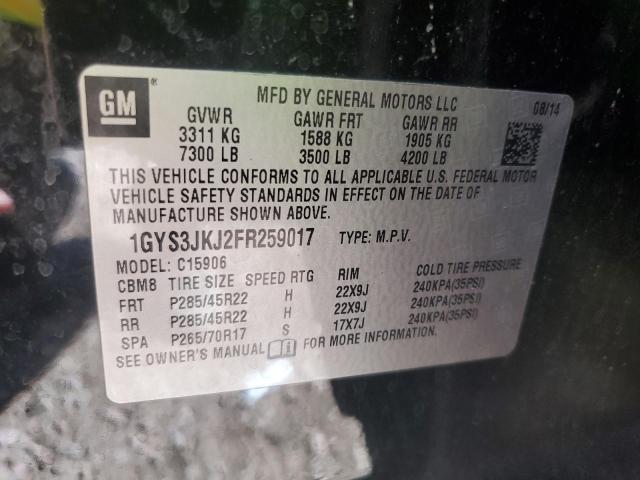 GM ® MFD BY GENERAL MOTORS LLC 08/14
GVWR GAWR FRT GAWR RR
3311 KG 1588 KG 1905 KG
7300 LB 3500 LB 4200 LB
THIS VEHICLE CONFORMS TO ALL APPLICABLE U.S. FEDERAL MOTOR
VEHICLE SAFETY STANDARDS IN EFFECT ON THE DATE OF
MANUFACTURE SHOWN ABOVE.
1GYS3JKJ2FR259017 TYPE: M.P.V.
MODEL: C15906
CBM8 TIRE SIZE SPEED RTG RIM COLD TIRE PRESSURE
FRT P285/45R22 H 22X9J 240KPA(35PSI)
RR P285/45R22 H 22X9J 240KPA(35PSI)
SPA P265/70R17 S 17X7J 240KPA(35PSI)
SEE OWNER'S MANUAL FOR MORE INFORMATION.